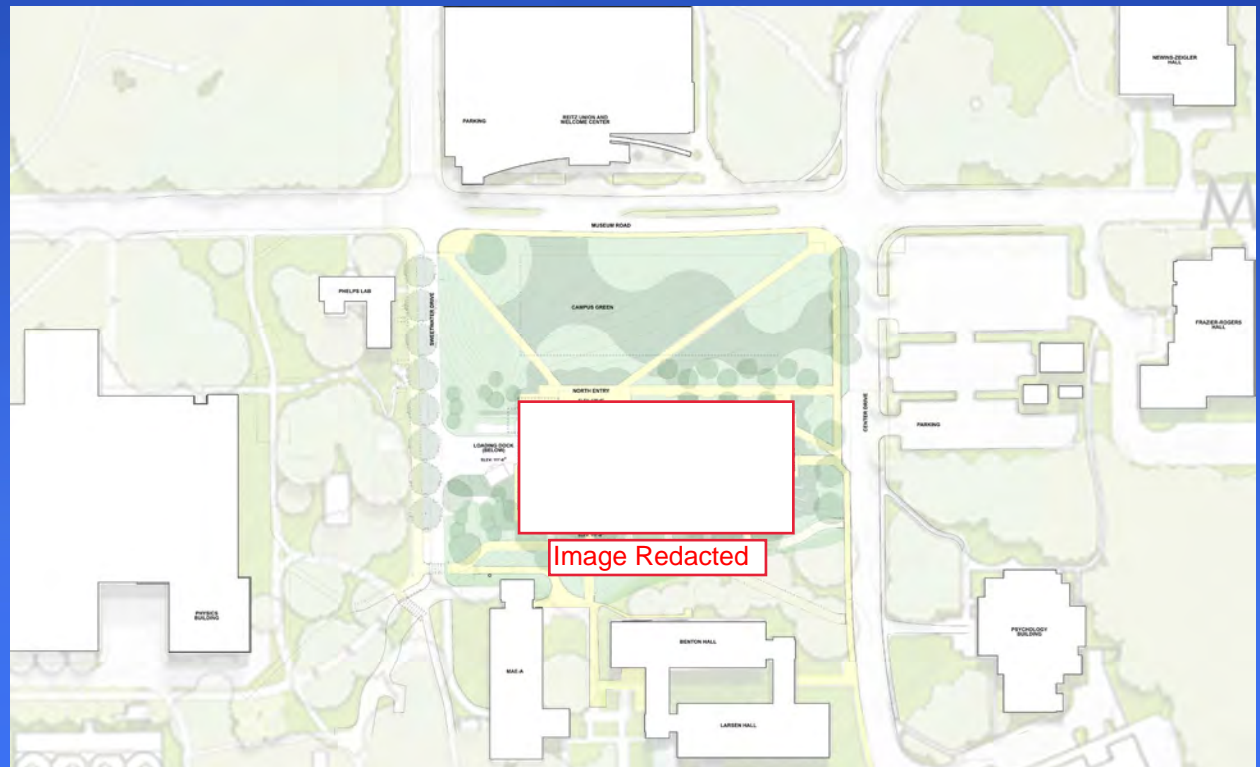 NEWINS-ZEIGLER
HALL
PARKING
REITZ UNION AND
WELCOME CENTER
M
MUSEUM ROAD
PHELPS LAB
SWEETWATER DRIVE
CAMPUS GREEN
FRAZIER-ROGERS
HALL
NORTH ENTRY
CENTER DRIVE
PARKING
LOADING DOCK
(BELOW)
Image Redacted
PHYSICS
BUILDING
PSYCHOLOGY
BUILDING
BENTON HALL
MAE-A
LARSEN HALL